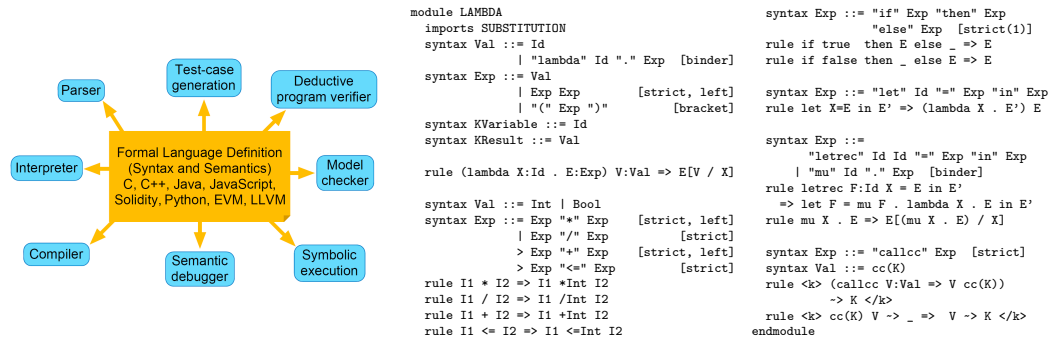 Parser
Test-case
generation
Deductive
program verifier
Interpreter
Formal Language Definition
(Syntax and Semantics)
C, C++, Java, JavaScript,
Solidity, Python, EVM, LLVM
Model
checker
Compiler
Semantic
debugger
Symbolic
execution
module LAMBDA
imports SUBSTITUTION
syntax Val ::= Id
| "lambda" Id "." Exp [binder]
syntax Exp ::= Val
| Exp Exp [strict, left]
| "(" Exp ")" [bracket]
syntax KVariable ::= Id
syntax KResult ::= Val
rule (lambda X:Id . E:Exp) V:Val => E[V / X]
syntax Val ::= Int | Bool
syntax Exp ::= Exp "*" Exp [strict, left]
| Exp "/" Exp [strict]
> Exp "+" Exp [strict, left]
> Exp "<=" Exp [strict]
rule I1 * I2 => I1 *Int I2
rule I1 / I2 => I1 /Int I2
rule I1 + I2 => I1 +Int I2
rule I1 <= I2 => I1 <=Int I2
syntax Exp ::= "if" Exp "then" Exp
"else" Exp [strict(1)]
rule if true then E else _ => E
rule if false then _ else E => E
syntax Exp ::= "let" Id "=" Exp "in" Exp
rule let X=E in E' => (lambda X . E') E
syntax Exp ::=
"letrec" Id Id "=" Exp "in" Exp
| "mu" Id "." Exp [binder]
rule letrec F:Id X = E in E'
=> let F = mu F . lambda X . E in E'
rule mu X . E => E[(mu X . E) / X]
syntax Exp ::= "callcc" Exp [strict]
syntax Val ::= cc(K)
rule <k> (callcc V:Val => V cc(K))
~> K </k>
rule <k> cc(K) V ~> _ => V ~> K </k>
endmodule